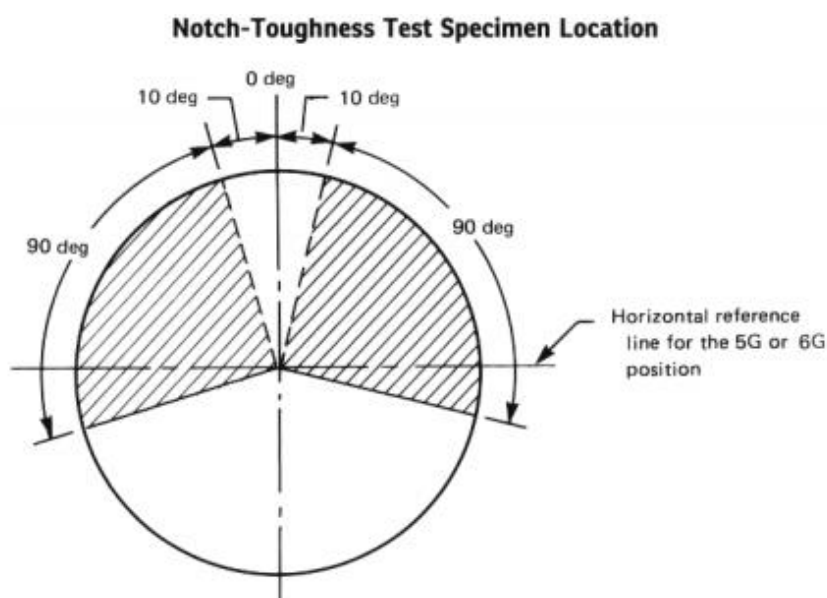 Notch-Toughness Test Specimen Location
0 deg
10 deg
10 deg
90 deg
90 deg
Horizontal reference
line for the 5G or 6G
position